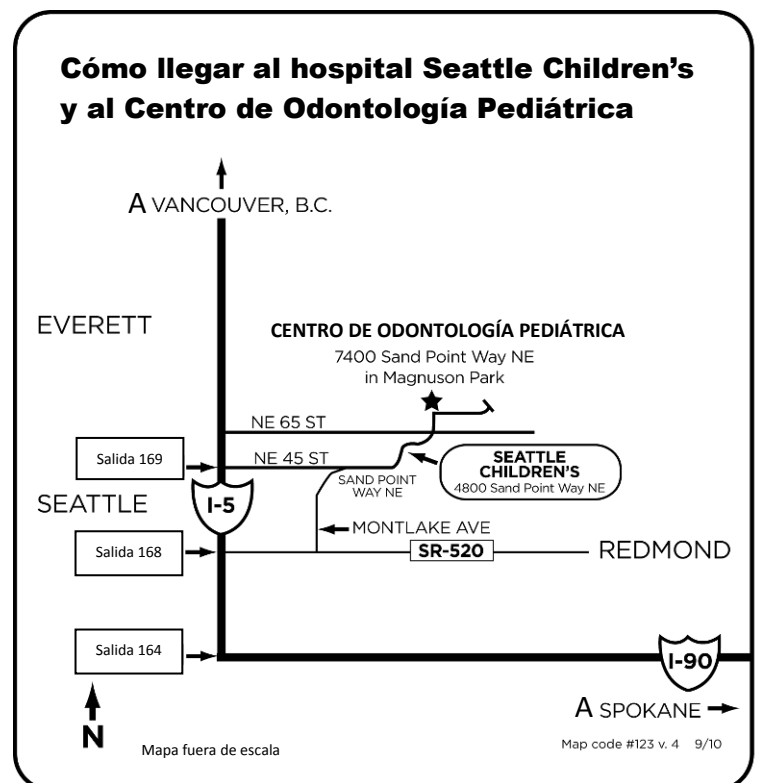 Cómo llegar al hospital Seattle Children's
y al Centro de Odontología Pediátrica
A VANCOUVER, B.C.
EVERETT
CENTRO DE ODONTOLOGÍA PEDIÁTRICA
7400 Sand Point Way NE
in Magnuson Park
NE 65 ST
Salida 169
NE 45 ST
SEATTLE
CHILDREN'S
4800 Sand Point Way NE
SAND POINT
WAY NE
SEATTLE
I-5
MONTLAKE AVE
Salida 168
SR-520
REDMOND
Salida 164
I-90
A SPOKANE
N
Mapa fuera de escala
Map code #123 v. 4 9/10